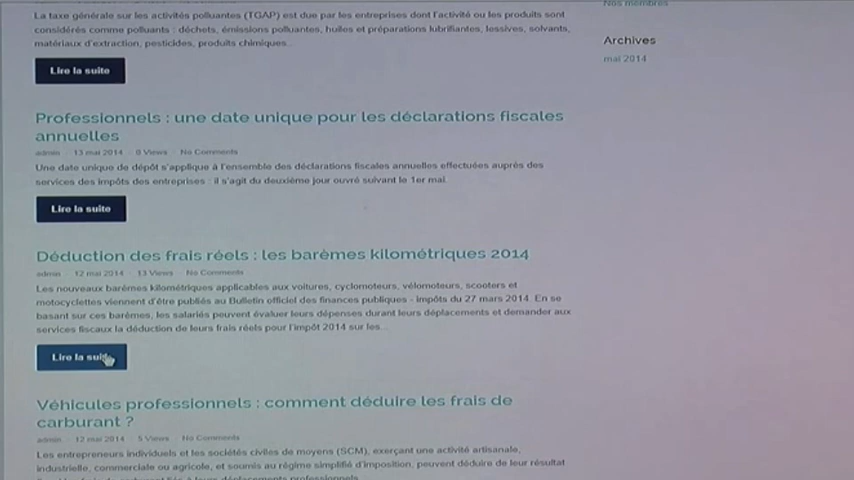 Nos membres
La taxe générale sur les activités polluantes (TGAP) est due par les entreprises dont l'activité ou les produits sont
considérés comme polluants : déchets, émissions polluantes, huiles et préparations lubrifiantes, lessives, solvants,
matériaux d'extraction, pesticides, produits chimiques...
Lire la suite
Archives
mai 2014
Professionnels : une date unique pour les déclarations fiscales
annuelles
admin 13 mai 2014 0 Views No Comments
Une date unique de dépôt s'applique à l'ensemble des déclarations fiscales annuelles effectuées auprès des
services des impôts des entreprises : il s'agit du deuxième jour ouvré suivant le 1er mai.
Lire la suite
Déduction des frais réels : les barèmes kilométriques 2014
admin 12 mai 2014 13 Views No Comments
Les nouveaux barèmes kilométriques applicables aux voitures, cyclomoteurs, vélomoteurs, scooters et
motocyclettes viennent d'être publiés au Bulletin officiel des finances publiques - impôts du 27 mars 2014. En se
basant sur ces barèmes, les salariés peuvent évaluer leurs dépenses durant leurs déplacements et demander aux
services fiscaux la déduction de leurs frais réels pour l'impôt 2014 sur les...
Lire la suite
Véhicules professionnels : comment déduire les frais de
carburant ?
admin 12 mai 2014 5 Views No Comments
Les entrepreneurs individuels et les sociétés civiles de moyens (SCM), exerçant une activité artisanale,
industrielle, commerciale ou agricole, et soumis au régime simplifié d'imposition, peuvent déduire de leur résultat
déplacements professionnels